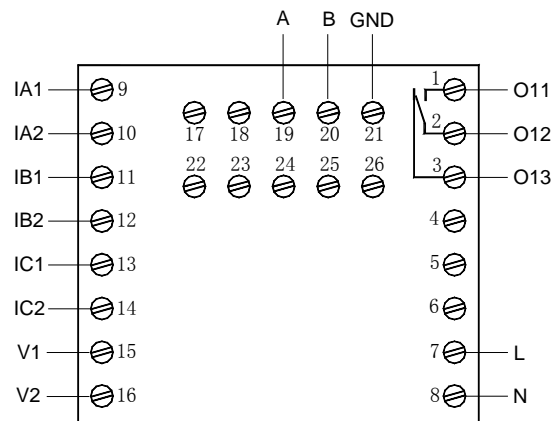 A B GND
IA1 9 1 O11
IA2 10 17 18 19 20 21 2 O12
IB1 11 22 23 24 25 26 3 O13
IB2 12 4
IC1 13 5
IC2 14 6
V1 15 7 L
V2 16 8 N